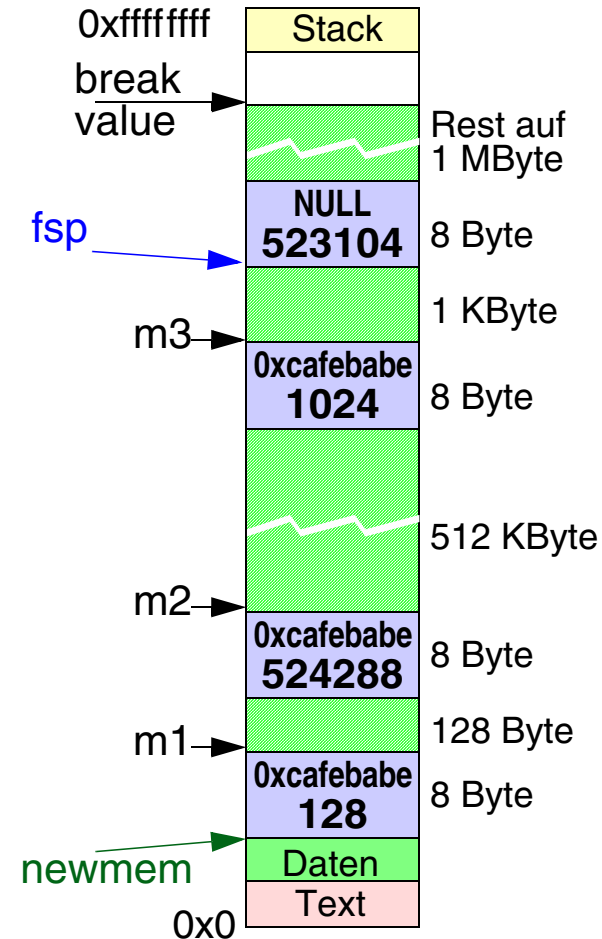 0xffffffff
Stack
break
value
Rest auf
1 MByte
NULL
523104
8 Byte
fsp
1 KByte
m3
0xcafebabe
1024
8 Byte
512 KByte
m2
0xcafebabe
524288
8 Byte
128 Byte
m1
0xcafebabe
128
8 Byte
newmem
Daten
Text
0x0